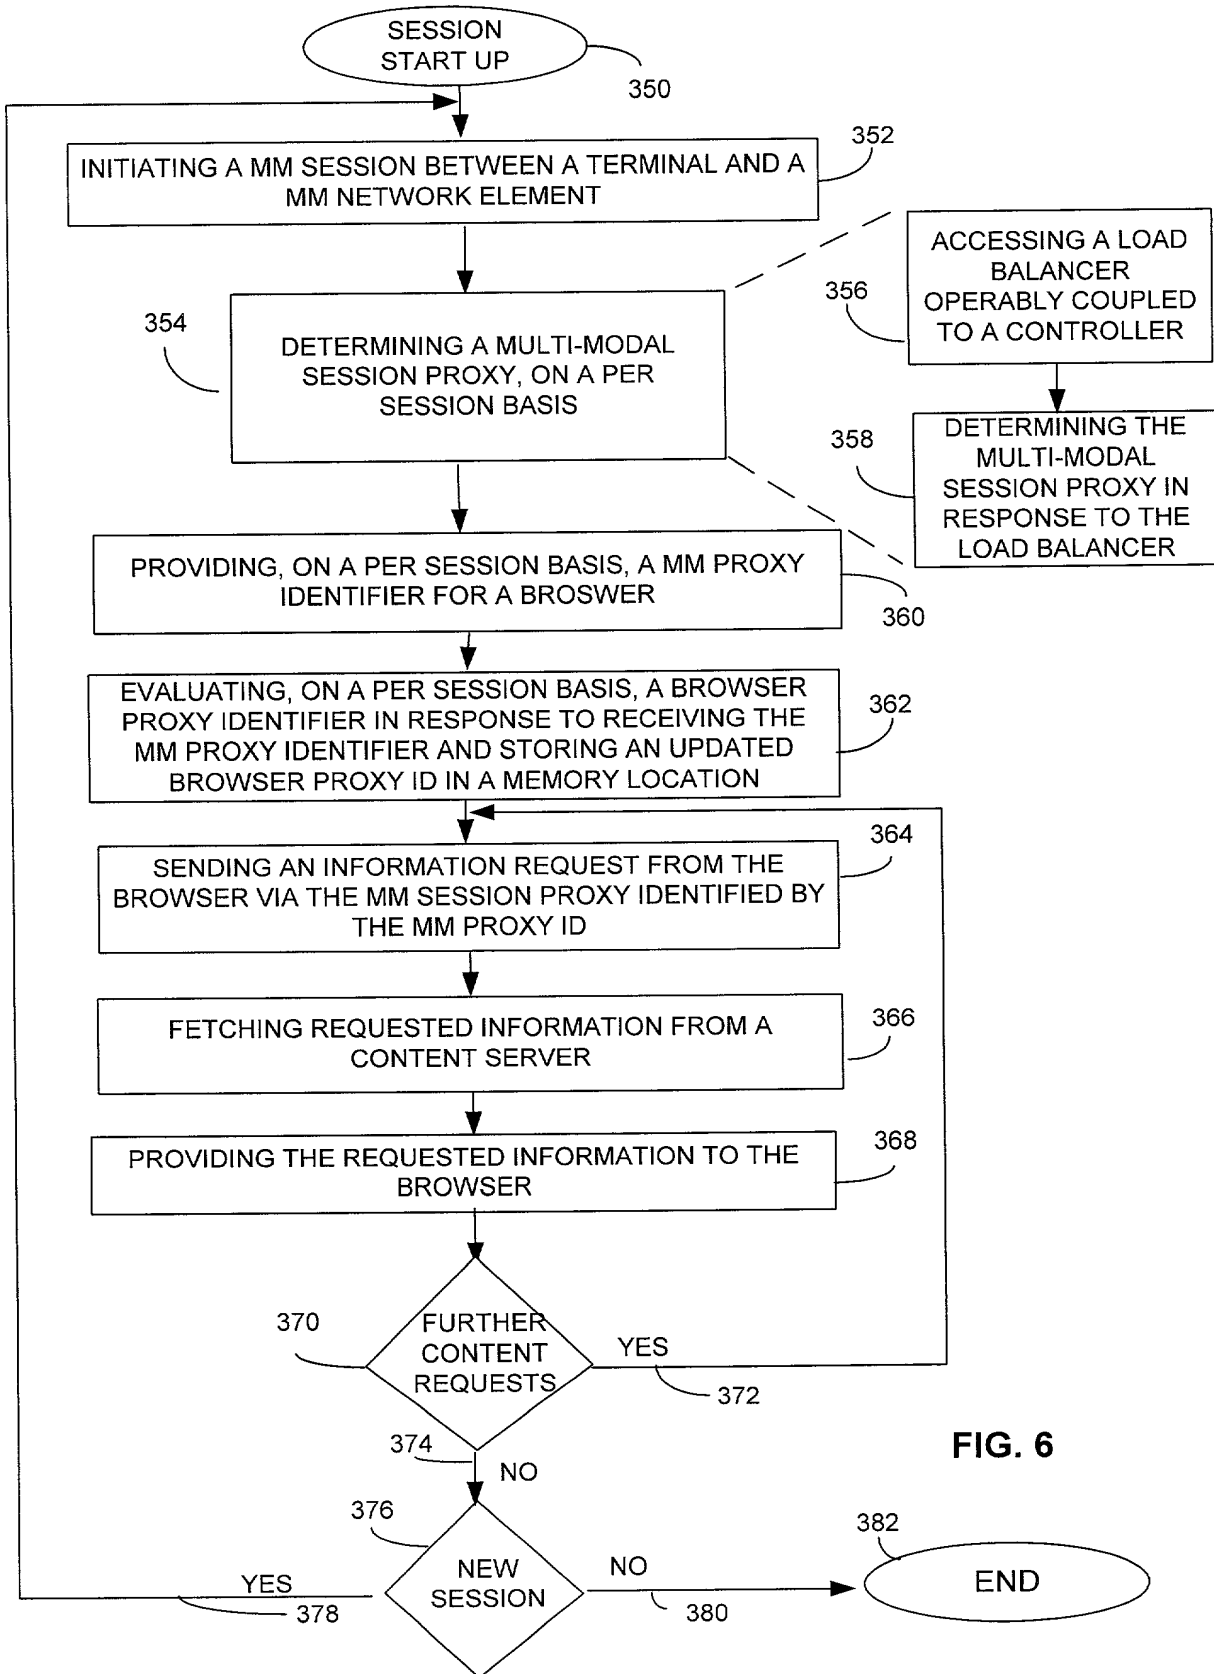 SESSION
START UP
350
352
INITIATING A MM SESSION BETWEEN A TERMINAL AND A
MM NETWORK ELEMENT
354
DETERMINING A MULTI-MODAL
SESSION PROXY, ON A PER
SESSION BASIS
356
ACCESSING A LOAD
BALANCER
OPERABLY COUPLED
TO A CONTROLLER
358
DETERMINING THE
MULTI-MODAL
SESSION PROXY IN
RESPONSE TO THE
LOAD BALANCER
PROVIDING, ON A PER SESSION BASIS, A MM PROXY
IDENTIFIER FOR A BROSWER
360
EVALUATING, ON A PER SESSION BASIS, A BROWSER
PROXY IDENTIFIER IN RESPONSE TO RECEIVING THE
MM PROXY IDENTIFIER AND STORING AN UPDATED
BROWSER PROXY ID IN A MEMORY LOCATION
362
364
SENDING AN INFORMATION REQUEST FROM THE
BROWSER VIA THE MM SESSION PROXY IDENTIFIED BY
THE MM PROXY ID
FETCHING REQUESTED INFORMATION FROM A
CONTENT SERVER
366
PROVIDING THE REQUESTED INFORMATION TO THE
BROWSER
368
370
FURTHER
CONTENT
REQUESTS
YES
372
374
NO
FIG. 6
376
NEW
SESSION
YES
378
NO
380
382
END